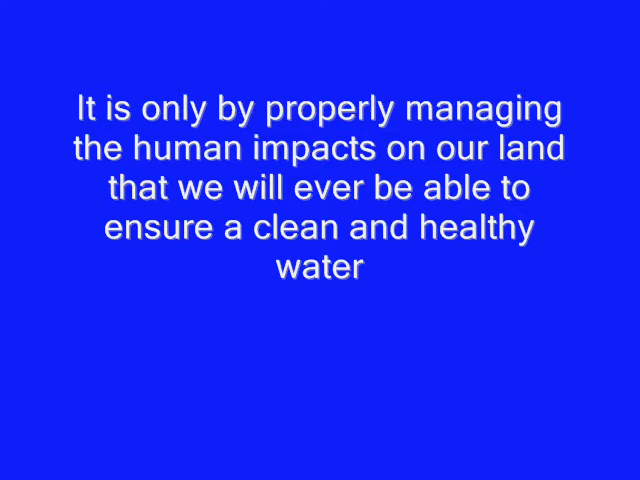 It is only by properly managing
the human impacts on our land
that we will ever be able to
ensure a clean and healthy
water